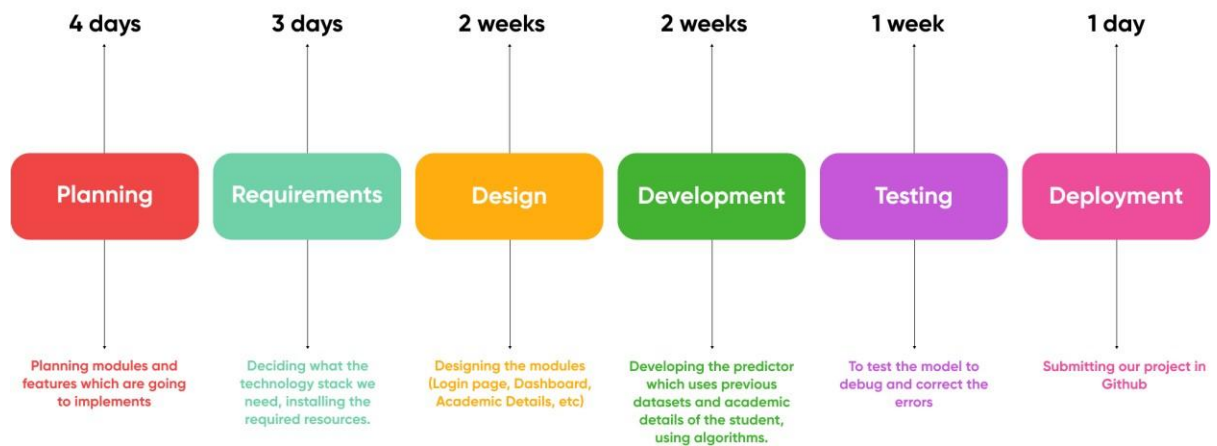 4 days
3 days
2 weeks
2 weeks
1 week
1 day
Planning
Requirements
Design
Development
Testing
Deployment
Planning modules and
features which are going
to implements
Deciding what the
technology stack we
need, installing the
required resources.
Designing the modules
(Login page, Dashboard,
Academic Details, etc)
Developing the predictor
which uses previous
datasets and academic
details of the student,
using algorithms.
To test the model to
debug and correct the
errors
Submitting our project in
Github